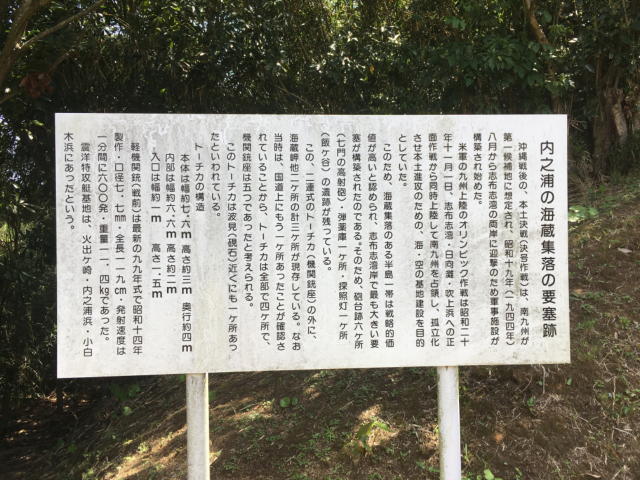 内之浦の海蔵集落の要塞跡
沖縄戦後の、本土決戦(決号作戦)は、南九州が
第一候補地に想定され、昭和十九年(一九四四年)、
八月から志布志湾の両岸に迎撃のため軍事施設が
構築され始めた。
米軍の九州上陸のオリンピック作戦は昭和二十
年十一月一日、志布志湾・日向灘・吹上浜への正
面作戦から同時上陸して南九州を占領し、孤立化
させ本土進攻のための、海・空の基地建設を目的
としていた。
このため、海蔵集落のある半島一帯は戦略的価
値が高いと認められ、志布志湾岸で最も大きい要
塞が構築されたのである。そのため、砲台跡六ヶ所
(七門の高射砲)・弾薬庫一ヶ所・探照灯一ヶ所
(飯ヶ谷)の遺跡が残っている。
この、二連式のトーチカ(機関銃座)の外に、
海蔵岬他二ヶ所の計三ヶ所が現存している。なお
当時は、国道上にもう一ヶ所あったことが確認さ
れていることから、トーチカは全部で四ヶ所で、
機関銃座は五つであったと考えられる。
このトーチカは波見(硯石)近くにも一ヶ所あっ
たといわれている。
トーチカの構造
本体は幅約七、六m 高さ約三m 奥行約四m
内部は幅約六、六m 高さ約二m
入口は幅約一m 高さ一、五m
軽機関銃(戦前)は最新の九九年式で昭和十四年
製作・口径七、七mm・全長一一九cm・発射速度は
一分間に六〇〇発・重量一一、四kgであった。
震洋特攻艇基地は、火出ヶ崎・内之浦浜・小白
木浜にあったという。